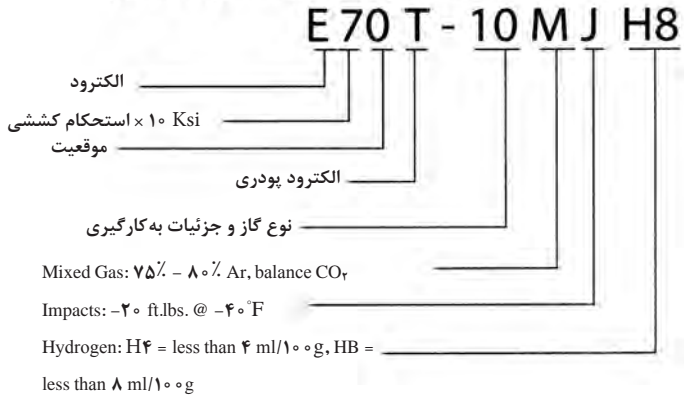 E70T-10MJ H8
الکترود
استحکام کششی × ۱۰ Ksi
موقعیت
الکترود پودری
نوع گاز و جزئیات به‌کارگیری
Mixed Gas: ۷۵٪ – ۸۰٪ Ar, balance CO₂
Impacts: –۲۰ ft.lbs. @ –۴۰°F
Hydrogen: H۴ = less than ۴ ml/۱۰۰g, HB =
less than ۸ ml/۱۰۰g